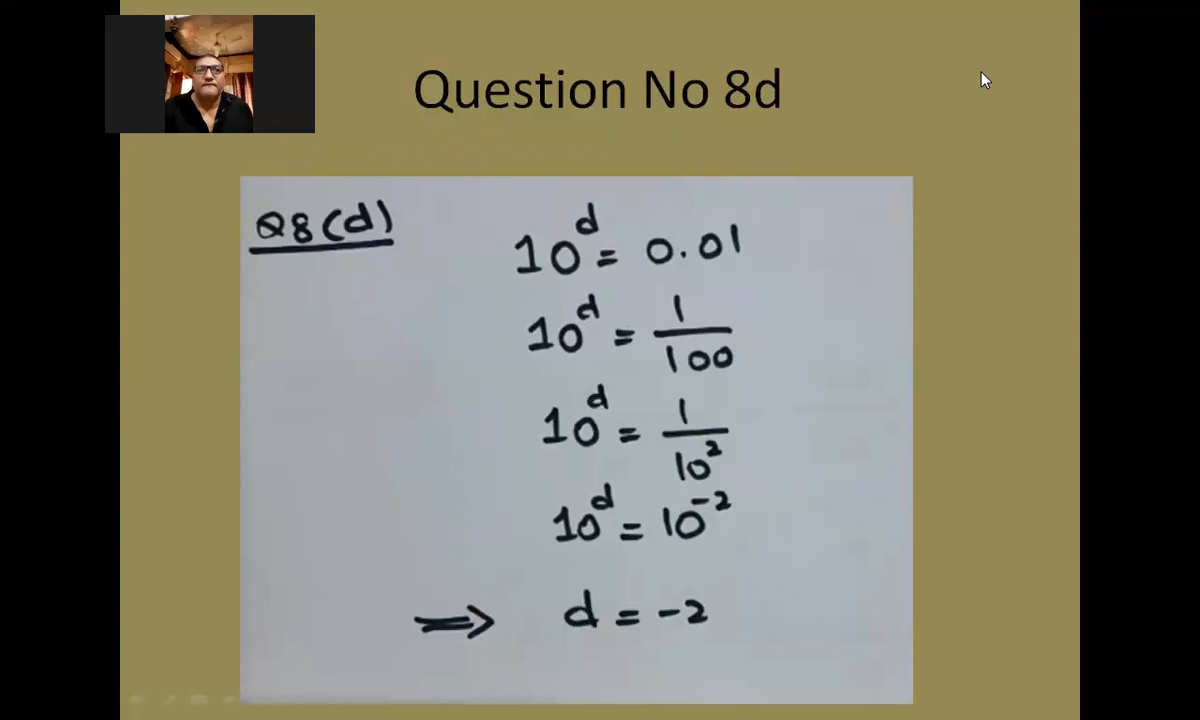 Question No 8d
Q8(d)
10^d = 0.01
10^d = 1/100
10^d = 1/10^2
10^d = 10^-2
⇒ d = -2